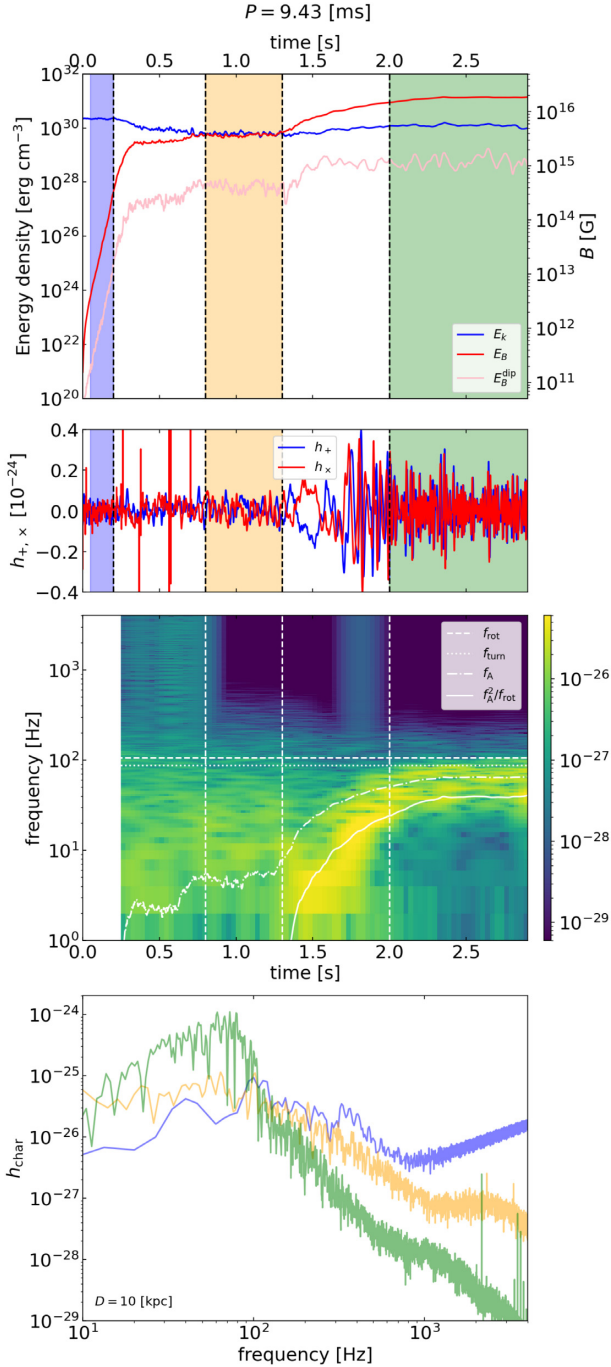 P = 9.43 [ms]
time [s]
0.0 0.5 1.0 1.5 2.0 2.5
10^32
10^30
10^28
10^26
10^24
10^22
10^20
Energy density [erg cm^−3]
10^16
10^15
10^14
10^13
10^12
10^11
B [G]
E_k
E_B
E_B^dip
0.4
0.2
0.0
−0.2
−0.4
h_+, × [10^−24]
h_+
h_×
10^3
10^2
10^1
10^0
frequency [Hz]
f_rot
f_turn
f_A
f_A^2/f_rot
10^−26
10^−27
10^−28
10^−29
0.0 0.5 1.0 1.5 2.0 2.5
time [s]
10^−24
10^−25
10^−26
10^−27
10^−28
10^−29
h_char
D = 10 [kpc]
10^1 10^2 10^3
frequency [Hz]